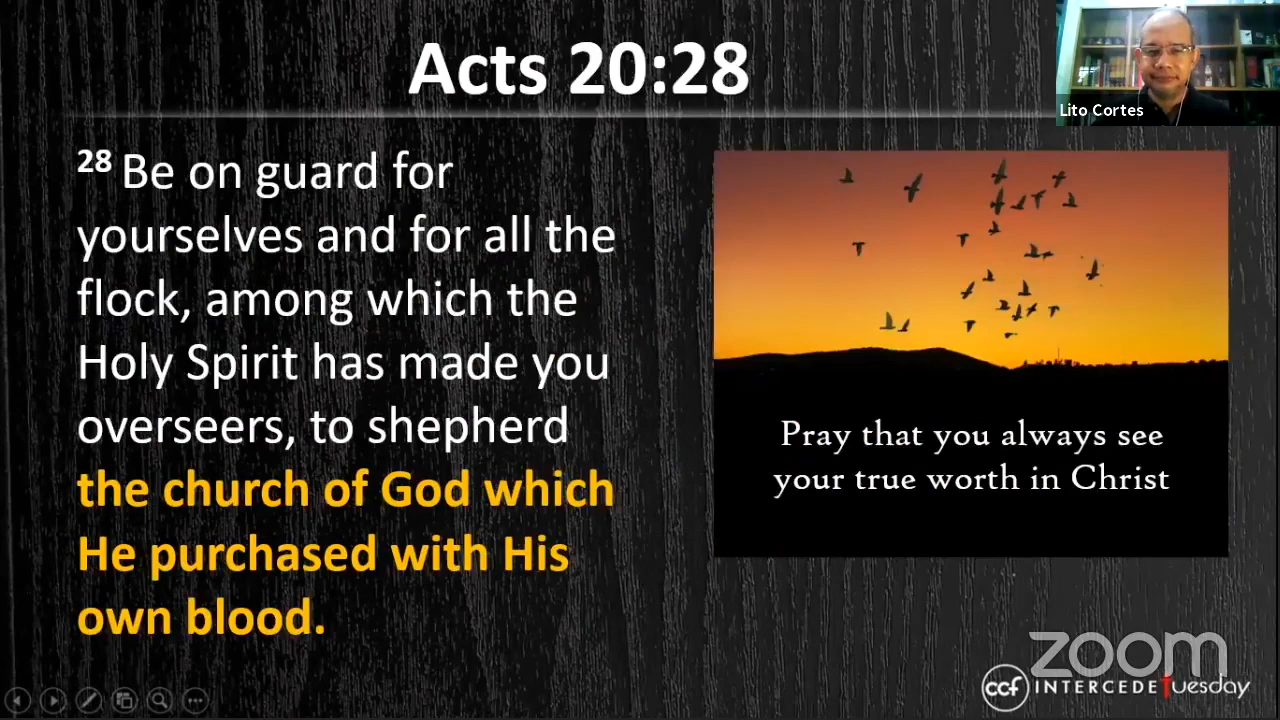 Acts 20:28
Lito Cortes
28 Be on guard for
yourselves and for all the
flock, among which the
Holy Spirit has made you
overseers, to shepherd
the church of God which
He purchased with His
own blood.
Pray that you always see
your true worth in Christ
zoom
ccf INTERCEDE Tuesday